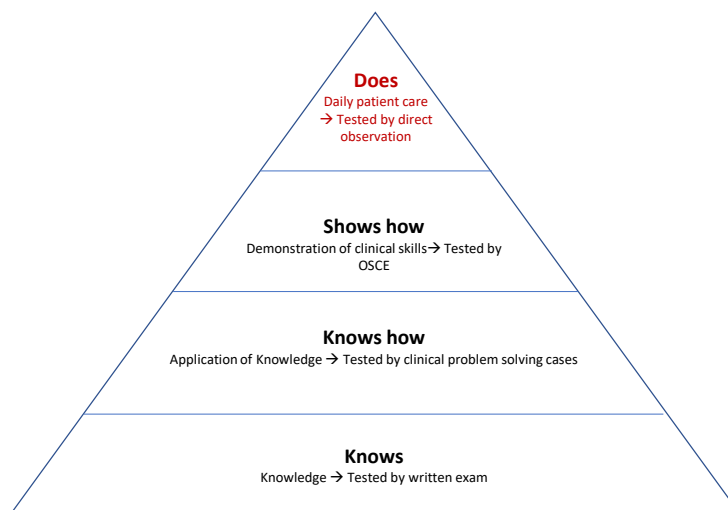 Does
Daily patient care
→ Tested by direct
observation
Shows how
Demonstration of clinical skills→ Tested by
OSCE
Knows how
Application of Knowledge → Tested by clinical problem solving cases
Knows
Knowledge → Tested by written exam